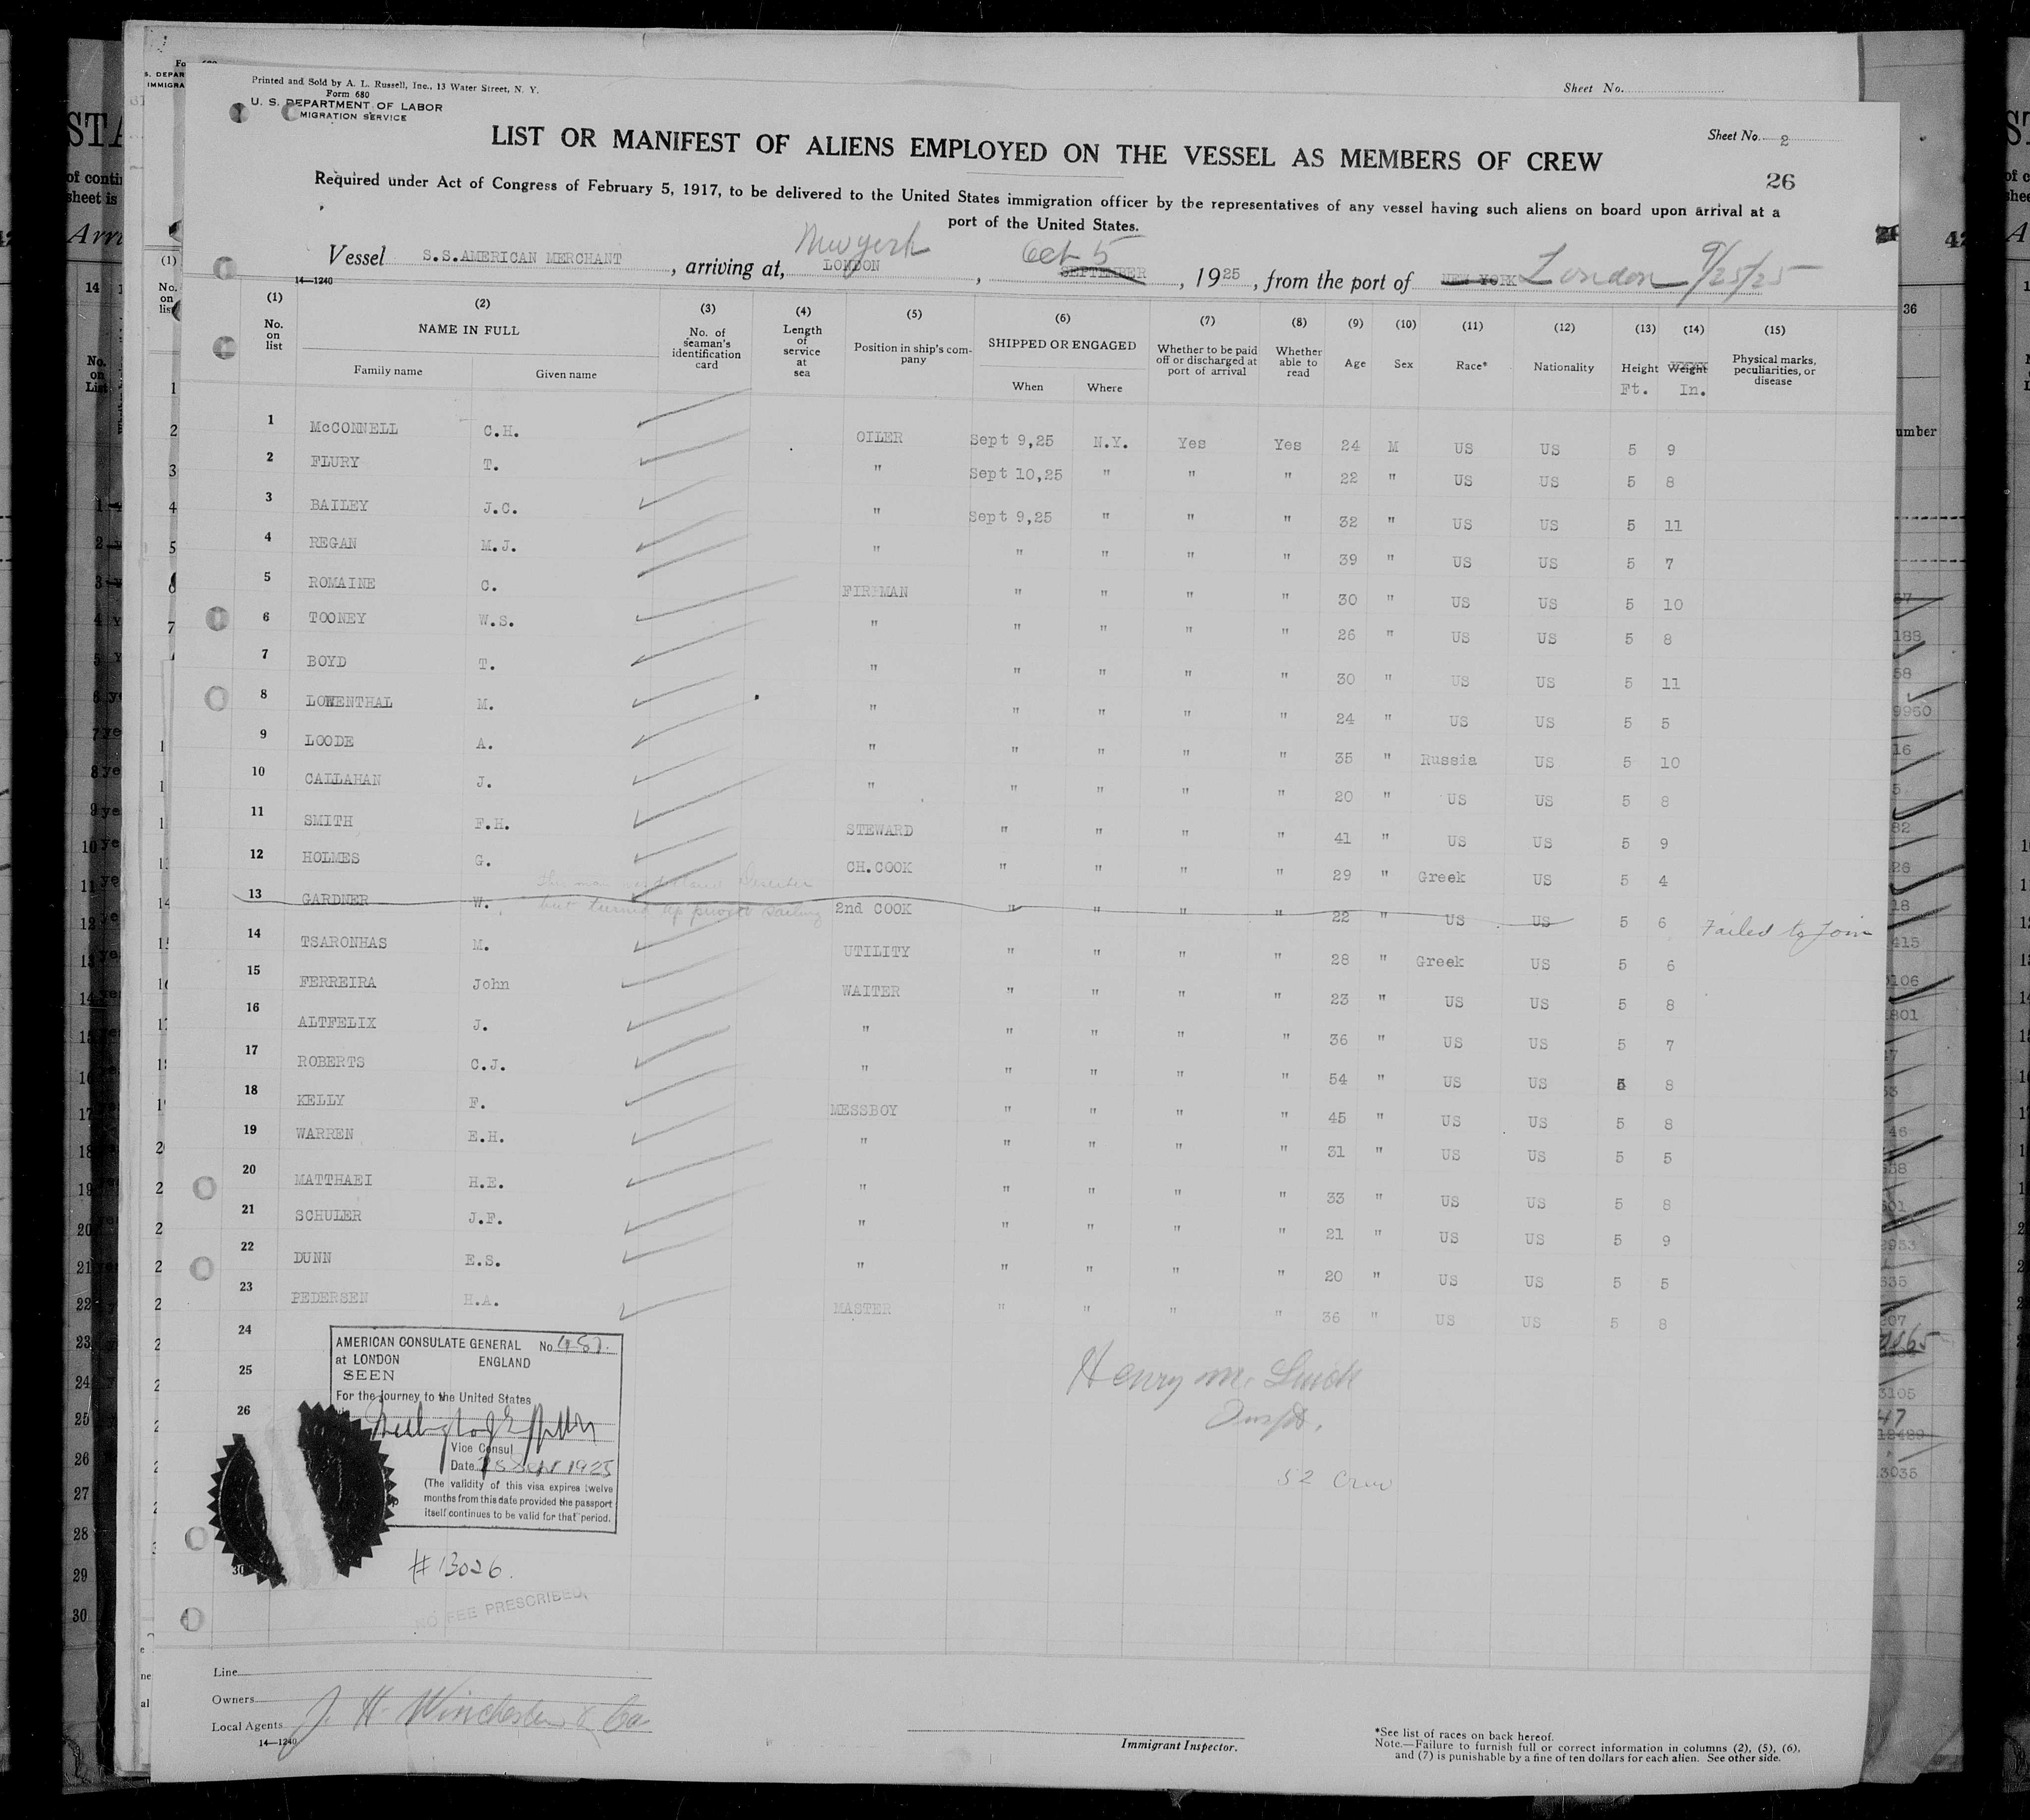 Printed and Sold by A. L. Russell, Inc., 13 Water Street, N. Y.
Form 680
U. S. DEPARTMENT OF LABOR
MIGRATION SERVICE
Sheet No.
Sheet No. 2
LIST OR MANIFEST OF ALIENS EMPLOYED ON THE VESSEL AS MEMBERS OF CREW
26
Required under Act of Congress of February 5, 1917, to be delivered to the United States immigration officer by the representatives of any vessel having such aliens on board upon arrival at a
port of the United States.
New York Oct 5
Vessel S.S.AMERICAN MERCHANT, arriving at, LONDON, SEPTEMBER, 1925, from the port of NEW YORK London 9/25/25
14—1240
(1) (2) (3) (4) (5) (6) (7) (8) (9) (10) (11) (12) (13) (14) (15)
No. on list NAME IN FULL Family name Given name No. of seaman's identification card Length of service at sea Position in ship's company SHIPPED OR ENGAGED When Where Whether to be paid off or discharged at port of arrival Whether able to read Age Sex Race* Nationality Height Ft. Weight In. Physical marks, peculiarities, or disease
1 McCONNELL C.H. OILER Sept 9,25 N.Y. Yes Yes 24 M US US 5 9
2 FLURY T. " Sept 10,25 " " " 22 " US US 5 8
3 BAILEY J.C. " Sept 9,25 " " " 32 " US US 5 11
4 REGAN M.J. " " " " " 39 " US US 5 7
5 ROMAINE C. FIREMAN " " " " 30 " US US 5 10
6 TOONEY W.S. " " " " " 26 " US US 5 8
7 BOYD T. " " " " " 30 " US US 5 11
8 LOWENTHAL M. " " " " " 24 " US US 5 5
9 LOODE A. " " " " " 35 " Russia US 5 10
10 CALLAHAN J. " " " " " 20 " US US 5 8
11 SMITH F.H. STEWARD " " " " 41 " US US 5 9
12 HOLMES G. CH.COOK " " " " 29 " Greek US 5 4
this man was deserter
but turned up sailing
13 GARDNER W. 2nd COOK " " " " 22 " US US 5 6 Failed to Join
14 TSARONHAS M. UTILITY " " " " 28 " Greek US 5 6
15 FERREIRA John WAITER " " " " 23 " US US 5 8
16 ALTFELIX J. " " " " " 36 " US US 5 7
17 ROBERTS C.J. " " " " " 54 " US US 5 8
18 KELLY F. MESSBOY " " " " 45 " US US 5 8
19 WARREN E.H. " " " " " 31 " US US 5 5
20 MATTHAEI H.E. " " " " " 33 " US US 5 8
21 SCHULER J.F. " " " " " 21 " US US 5 9
22 DUNN E.S. " " " " " 20 " US US 5 5
23 PEDERSEN H.A. MASTER " " " " 36 " US US 5 8
24
25
26
30
AMERICAN CONSULATE GENERAL No.
at LONDON ENGLAND
SEEN
For the journey to the United States
Vice Consul
Date 25 Sept 1925
(The validity of this visa expires twelve
months from this date provided the passport
itself continues to be valid for that period.
Henry M.
Insp.
52 Crew
# 13026.
NO FEE PRESCRIBED.
Line
Owners
Local Agents J. H. Winchester & Co
14—1240
Immigrant Inspector.
*See list of races on back hereof.
Note.—Failure to furnish full or correct information in columns (2), (5), (6),
and (7) is punishable by a fine of ten dollars for each alien. See other side.